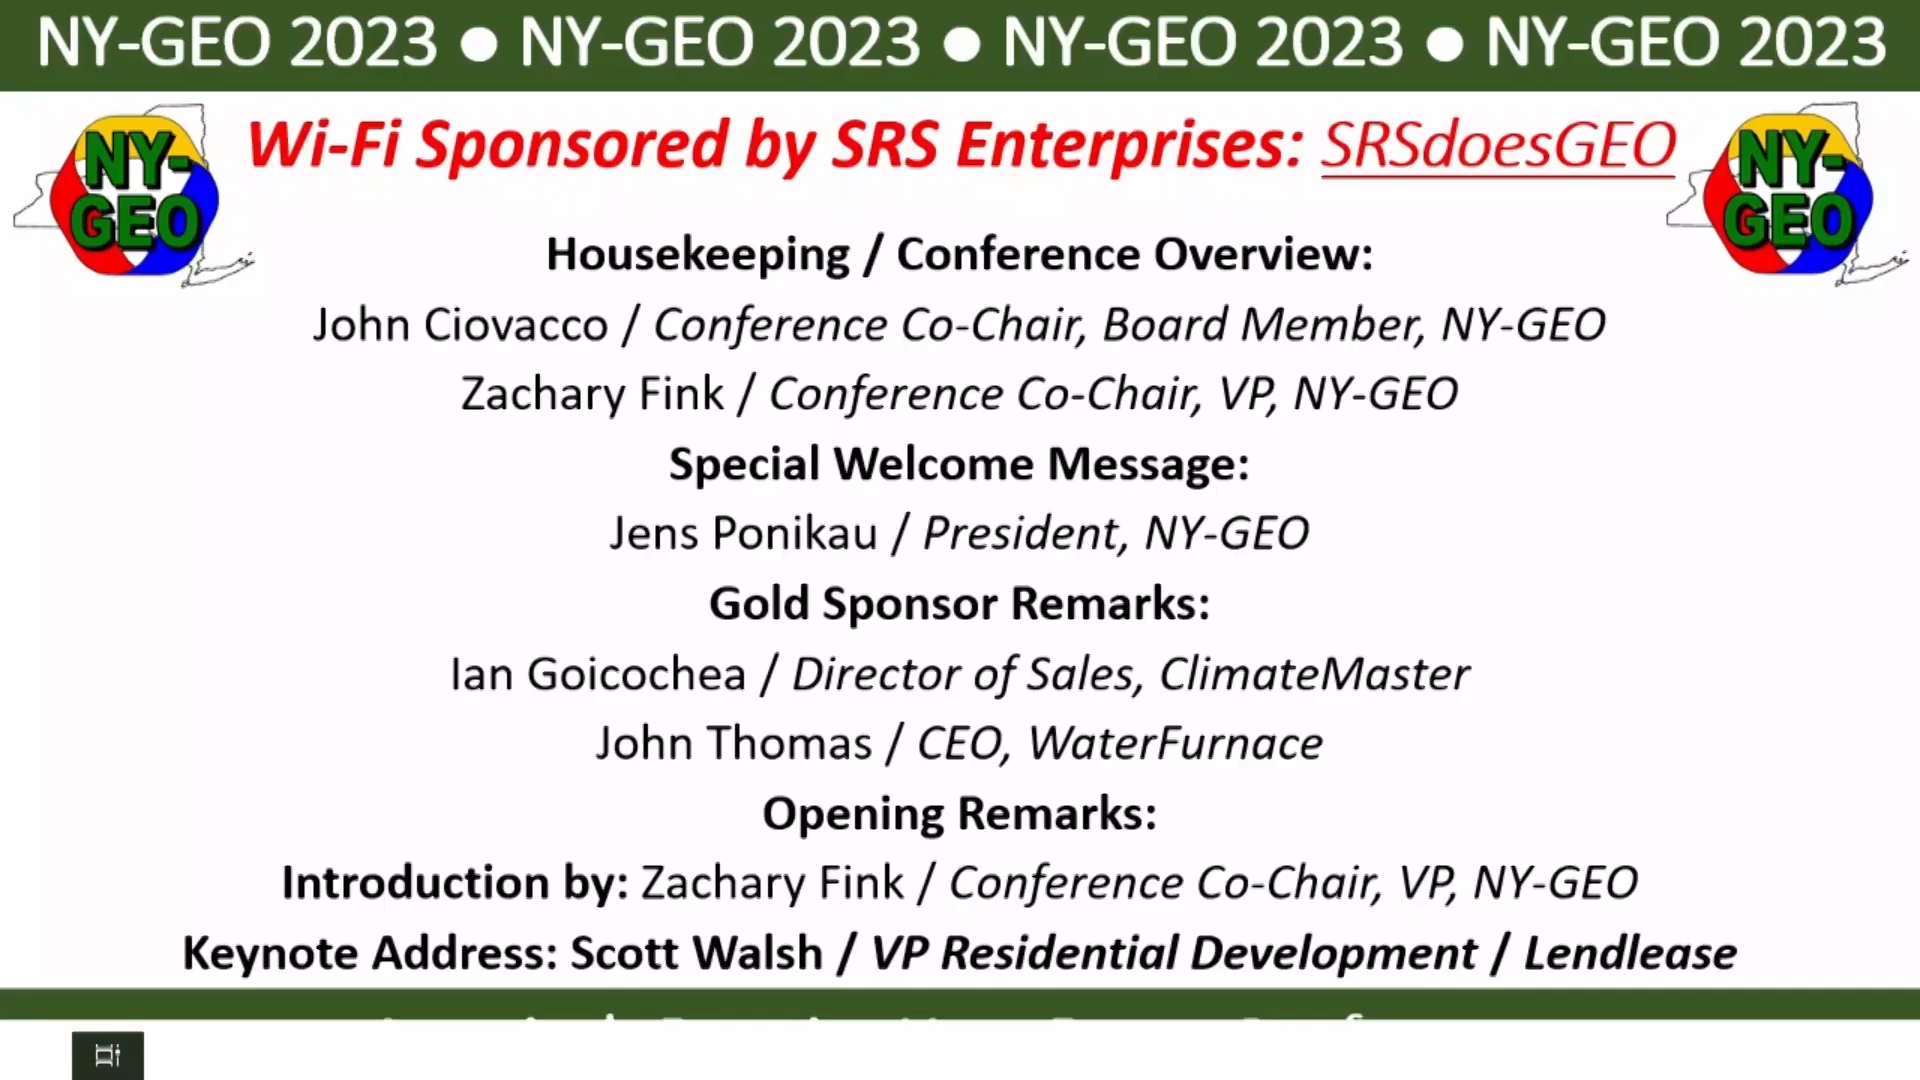 NY-GEO 2023 ● NY-GEO 2023 ● NY-GEO 2023 ● NY-GEO 2023
NY-
GEO
Wi-Fi Sponsored by SRS Enterprises: SRSdoesGEO
NY-
GEO
Housekeeping / Conference Overview:
John Ciovacco / Conference Co-Chair, Board Member, NY-GEO
Zachary Fink / Conference Co-Chair, VP, NY-GEO
Special Welcome Message:
Jens Ponikau / President, NY-GEO
Gold Sponsor Remarks:
Ian Goicochea / Director of Sales, ClimateMaster
John Thomas / CEO, WaterFurnace
Opening Remarks:
Introduction by: Zachary Fink / Conference Co-Chair, VP, NY-GEO
Keynote Address: Scott Walsh / VP Residential Development / Lendlease